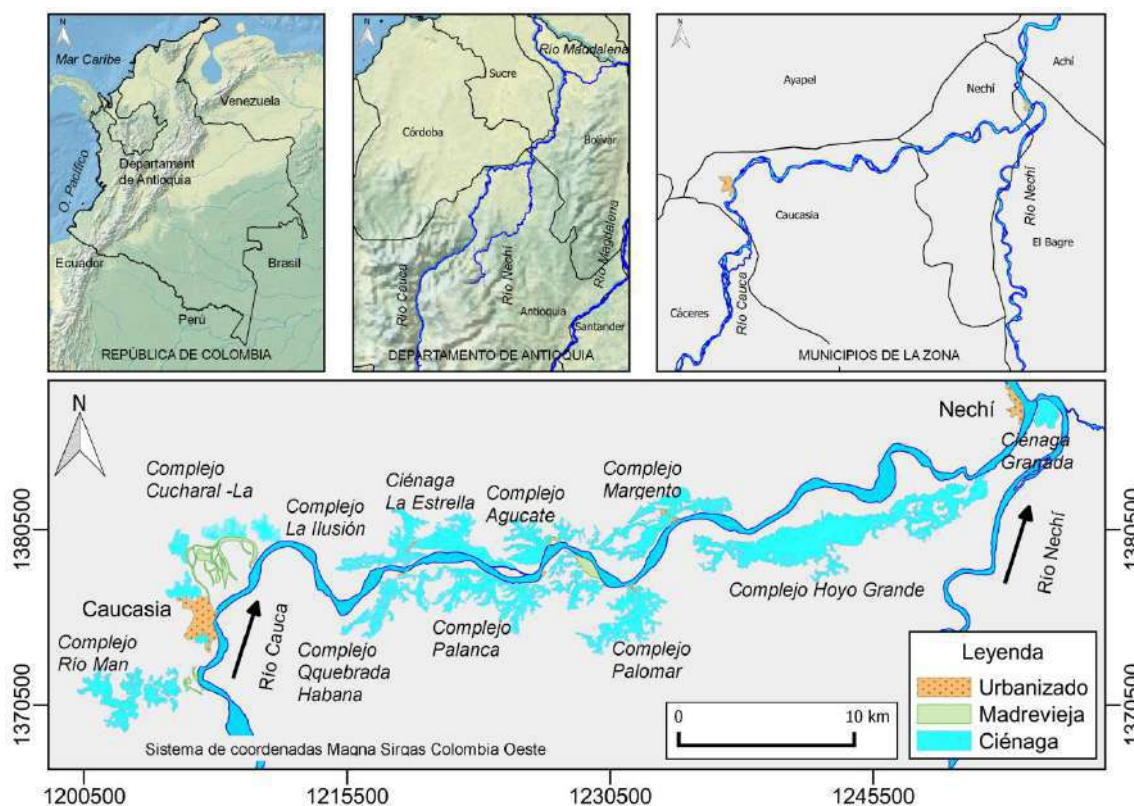 N
Mar Caribe
Venezuela
O. Pacífico
Departament
de Antioquia
Ecuador
Brasil
Perú
REPÚBLICA DE COLOMBIA
N
Río Magdalena
Sucre
Córdoba
Bolívar
Río Cauca
Río Nechí
Río Magdalena
Antioquia
Santander
DEPARTAMENTO DE ANTIOQUIA
N
Achí
Ayapel
Nechí
Caucasia
Río Nechí
El Bagre
Río Cauca
Cáceres
MUNICIPIOS DE LA ZONA
N
Nechí
Ciénaga
Granada
Complejo
Cucharal -La
Complejo
La Ilusión
Ciénaga
La Estrella
Complejo
Agucate
Complejo
Margento
1380500
1380500
Río Nechí
Complejo Hoyo Grande
Caucasia
Río Cauca
Complejo
Río Man
Complejo
Qquebrada
Habana
Complejo
Palanca
Complejo
Palomar
Leyenda
Urbanizado
Madrevieja
Ciénaga
0
10 km
1370500
1370500
Sistema de coordenadas Magna Sirgas Colombia Oeste
1200500
1215500
1230500
1245500